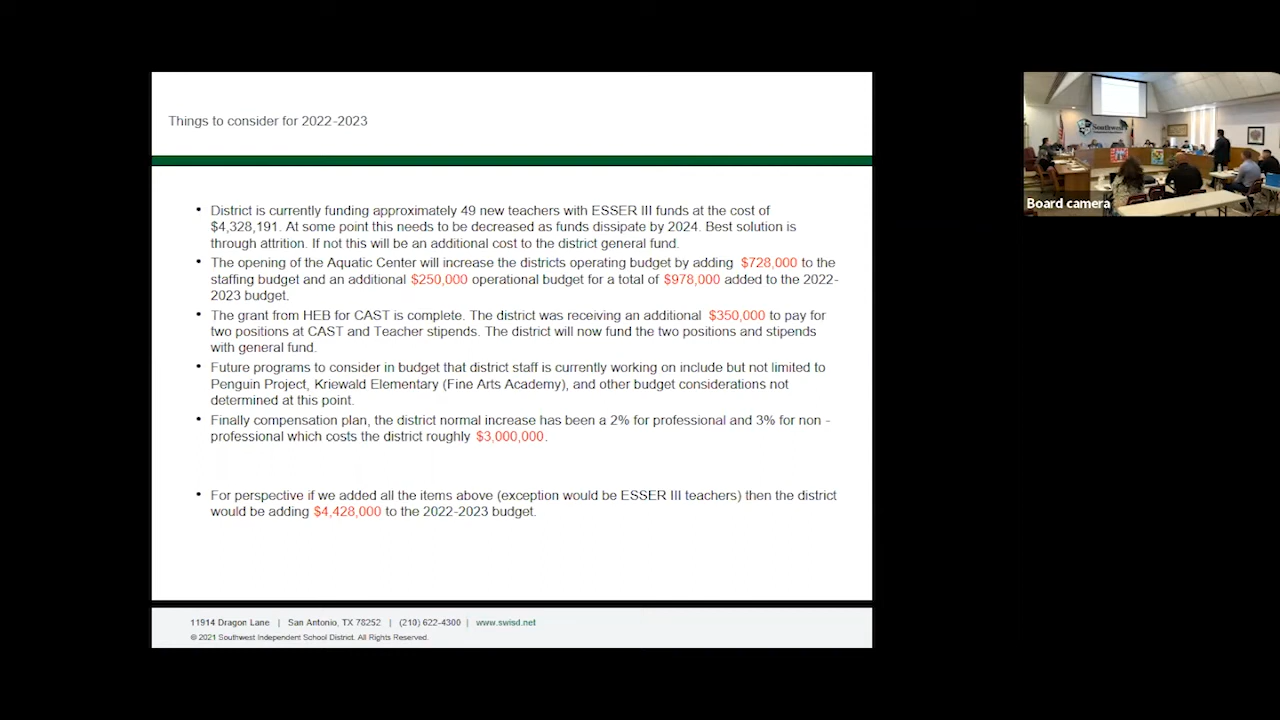 Things to consider for 2022-2023
• District is currently funding approximately 49 new teachers with ESSER III funds at the cost of
$4,328,191. At some point this needs to be decreased as funds dissipate by 2024. Best solution is
through attrition. If not this will be an additional cost to the district general fund.
• The opening of the Aquatic Center will increase the districts operating budget by adding $728,000 to the
staffing budget and an additional $250,000 operational budget for a total of $978,000 added to the 2022-
2023 budget.
• The grant from HEB for CAST is complete. The district was receiving an additional $350,000 to pay for
two positions at CAST and Teacher stipends. The district will now fund the two positions and stipends
with general fund.
• Future programs to consider in budget that district staff is currently working on include but not limited to
Penguin Project, Kriewald Elementary (Fine Arts Academy), and other budget considerations not
determined at this point.
• Finally compensation plan, the district normal increase has been a 2% for professional and 3% for non -
professional which costs the district roughly $3,000,000.
• For perspective if we added all the items above (exception would be ESSER III teachers) then the district
would be adding $4,428,000 to the 2022-2023 budget.
11914 Dragon Lane | San Antonio, TX 78252 | (210) 622-4300 | www.swisd.net
© 2021 Southwest Independent School District. All Rights Reserved.
Southwest
Board camera